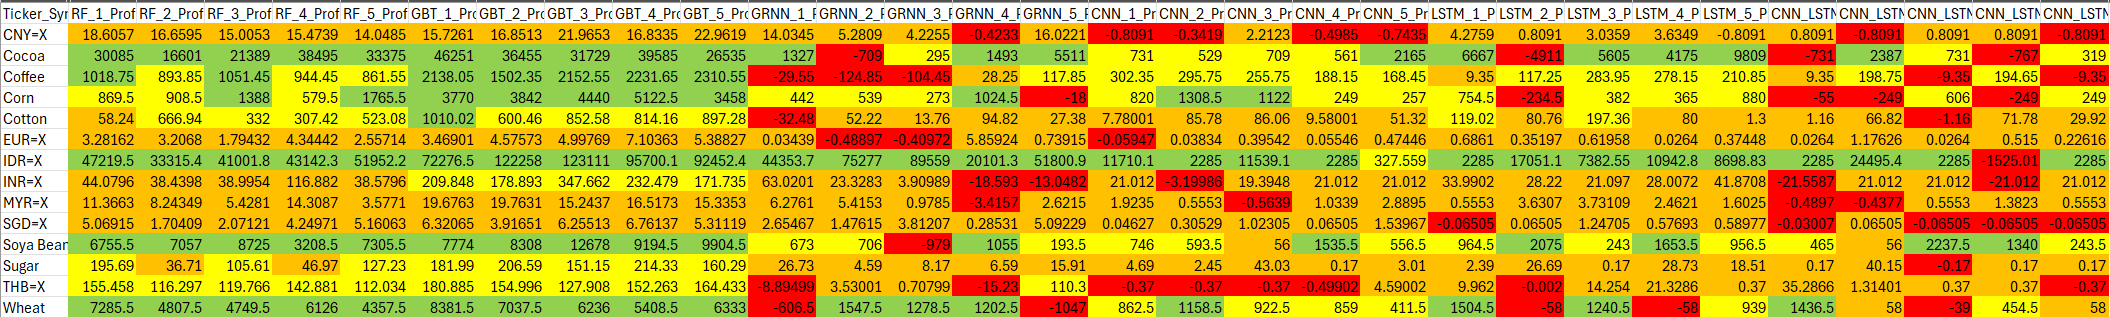 Ticker_Syr RF_1_Prof RF_2_Prof RF_3_Prof RF_4_Prof RF_5_Prof GBT_1_Pro GBT_2_Pro GBT_3_Pro GBT_4_Pro GBT_5_Pro GRNN_1_F GRNN_2_F GRNN_3_F GRNN_4_F GRNN_5_F CNN_1_Pr CNN_2_Pr CNN_3_Pr CNN_4_Pr CNN_5_Pr LSTM_1_P LSTM_2_P LSTM_3_P LSTM_4_P LSTM_5_P CNN_LSTN CNN_LSTN CNN_LSTN CNN_LSTN CNN_LSTN
CNY=X 18.6057 16.6595 15.0053 15.4739 14.0485 15.7261 16.8513 21.9653 16.8335 22.9619 14.0345 5.2809 4.2255 -0.4233 16.0221 -0.8091 -0.3419 2.2123 -0.4985 -0.7435 4.2759 0.8091 3.0359 3.6349 -0.8091 0.8091 -0.8091 0.8091 0.8091 -0.8091
Cocoa 30085 16601 21389 38495 33375 46251 36455 31729 39585 26535 1327 -709 295 1493 5511 731 529 709 561 2165 6667 -4911 5605 4175 9809 -731 2387 731 -767 319
Coffee 1018.75 893.85 1051.45 944.45 861.55 2138.05 1502.35 2152.55 2231.65 2310.55 -29.55 -124.85 -104.45 28.25 117.85 302.35 295.75 255.75 188.15 168.45 9.35 117.25 283.95 278.15 210.85 9.35 198.75 -9.35 194.65 -9.35
Corn 869.5 908.5 1388 579.5 1765.5 3770 3842 4440 5122.5 3458 442 539 273 1024.5 -18 820 1308.5 1122 249 257 754.5 -234.5 382 365 880 -55 -249 606 -249 249
Cotton 58.24 666.94 332 307.42 523.08 1010.02 600.46 852.58 814.16 897.28 -32.48 52.22 13.76 94.82 27.38 7.78001 85.78 86.06 9.58001 51.32 119.02 80.76 197.36 80 1.3 1.16 66.82 -1.16 71.78 29.92
EUR=X 3.28162 3.2068 1.79432 4.34442 2.55714 3.46901 4.57573 4.99769 7.10363 5.38827 0.03439 -0.48897 -0.40972 5.85924 0.73915 -0.05947 0.03834 0.39542 0.05546 0.47446 0.6861 0.35197 0.61958 0.0264 0.37448 0.0264 1.17626 0.0264 0.515 0.22616
IDR=X 47219.5 33315.4 41001.8 43142.3 51952.2 72276.5 122258 123111 95700.1 92452.4 44353.7 75277 89559 20101.3 51800.9 11710.1 2285 11539.1 2285 327.559 2285 17051.1 7382.55 10942.8 8698.83 2285 24495.4 2285 -1525.01 2285
INR=X 44.0796 38.4398 38.9954 116.882 38.5796 209.848 178.893 347.662 232.479 171.735 63.0201 23.3283 3.90989 -18.593 -13.0482 21.012 -3.19986 19.3948 21.012 21.012 33.9902 28.22 21.097 28.0072 41.8708 -21.5587 21.012 21.012 -21.012 21.012
MYR=X 11.3663 8.24349 5.4281 14.3087 3.5771 19.6763 19.7631 15.2437 16.5173 15.3353 6.2761 5.4153 0.9785 -3.4157 2.6215 1.9235 0.5553 -0.5639 1.0339 2.8895 0.5553 3.6307 3.73109 2.4621 1.6025 -0.4897 -0.4377 0.5553 1.3823 0.5553
SGD=X 5.06915 1.70409 2.07121 4.24971 5.16063 6.32065 3.91651 6.25513 6.76137 5.31119 2.65467 1.47615 3.81207 0.28531 5.09229 0.04627 0.30529 1.02305 0.06505 1.53967 -0.06505 0.06505 1.24705 0.57693 0.58977 -0.03007 0.06505 -0.06505 -0.06505 -0.06505
Soya Bean 6755.5 7057 8725 3208.5 7305.5 7774 8308 12678 9194.5 9904.5 673 706 -979 1055 193.5 746 593.5 56 1535.5 556.5 964.5 2075 243 1653.5 956.5 465 56 2237.5 1340 243.5
Sugar 195.69 36.71 105.61 46.97 127.23 181.99 206.59 151.15 214.33 160.29 26.73 4.59 8.17 6.59 15.91 4.69 2.45 43.03 0.17 3.01 2.39 26.69 0.17 28.73 18.51 0.17 40.15 -0.17 0.17 0.17
THB=X 155.458 116.297 119.766 142.881 112.034 180.885 154.996 127.908 152.263 164.433 -8.89499 3.53001 0.70799 -15.23 110.3 -0.37 -0.37 -0.37 -0.49902 4.59002 9.962 -0.002 14.254 21.3286 0.37 35.2866 1.31401 0.37 0.37 -0.37
Wheat 7285.5 4807.5 4749.5 6126 4357.5 8381.5 7037.5 6236 5408.5 6333 -606.5 1547.5 1278.5 1202.5 -1047 862.5 1158.5 922.5 859 411.5 1504.5 -58 1240.5 -58 939 1436.5 58 -39 454.5 58